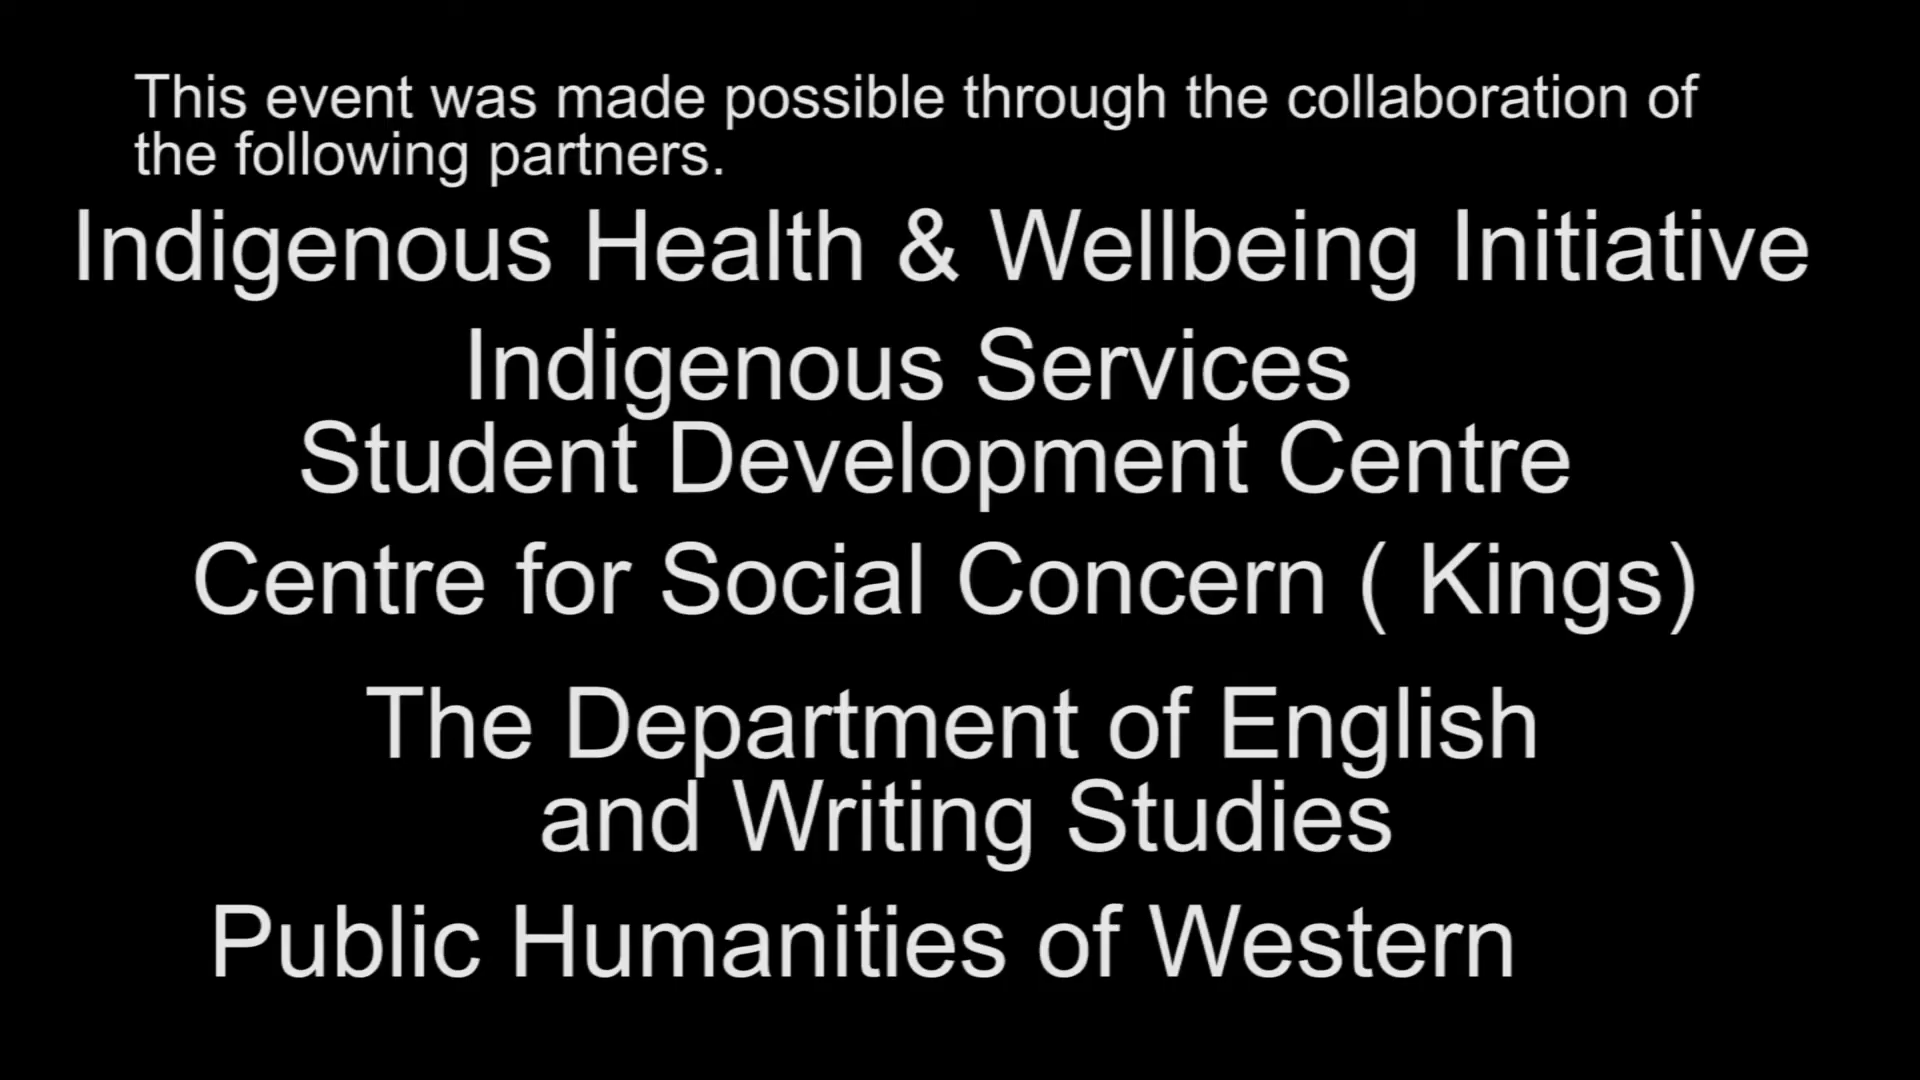 This event was made possible through the collaboration of
the following partners.
Indigenous Health & Wellbeing Initiative
Indigenous Services
Student Development Centre
Centre for Social Concern ( Kings)
The Department of English
and Writing Studies
Public Humanities of Western